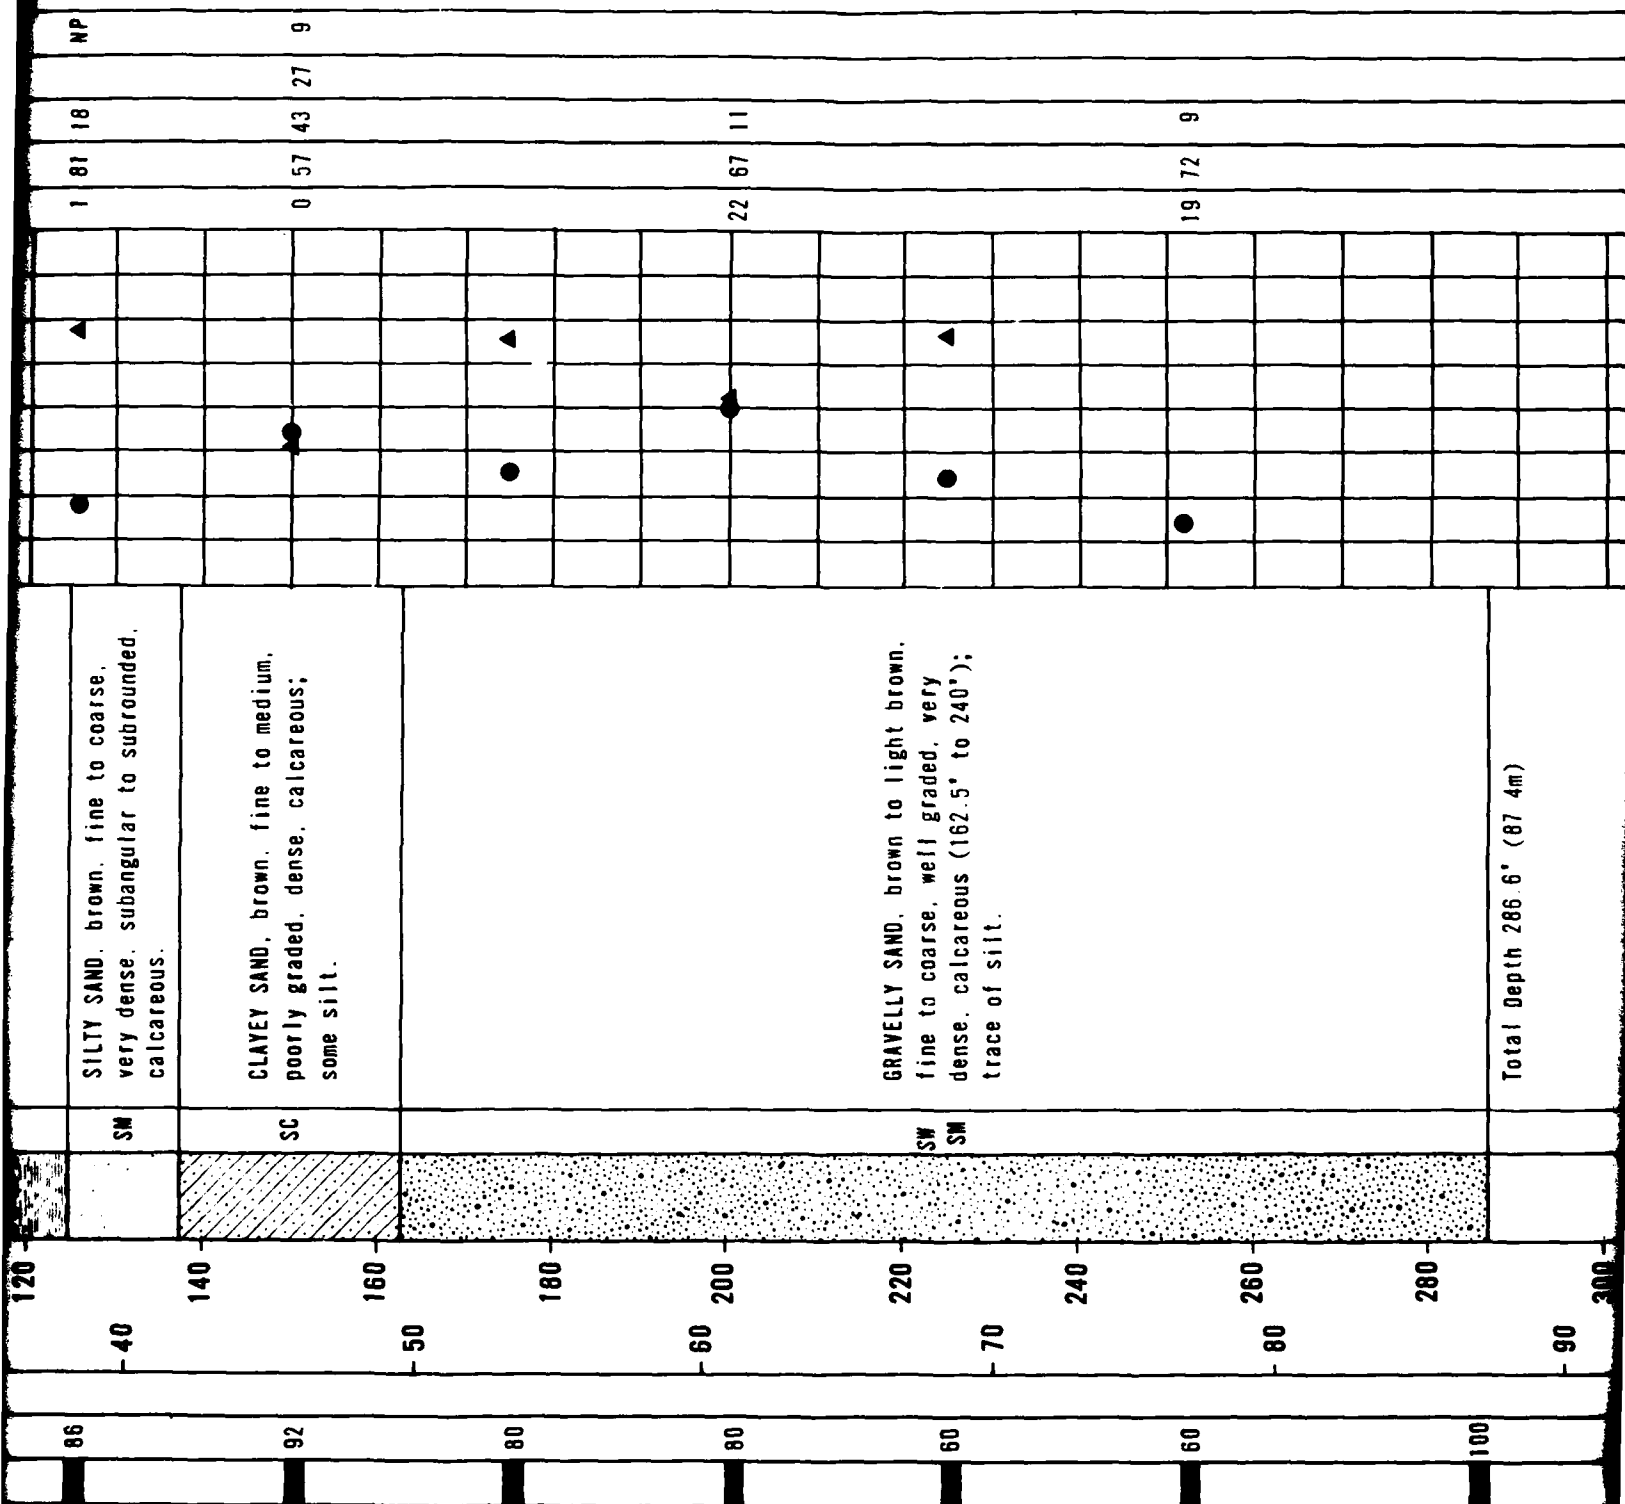 86
92
80
80
60
60
100
40
50
60
70
80
90
120
140
160
180
200
220
240
260
280
300
SM
SC
SW
SM
SILTY SAND, brown, fine to coarse,
very dense, subangular to subrounded,
calcareous.
CLAYEY SAND, brown, fine to medium,
poorly graded, dense, calcareous;
some silt.
GRAVELLY SAND, brown to light brown,
fine to coarse, well graded, very
dense, calcareous (162.5' to 240');
trace of silt.
Total Depth 286.6' (87 4m)
1 81 18 NP
0 57 43 27 9
22 67 11
19 72 9